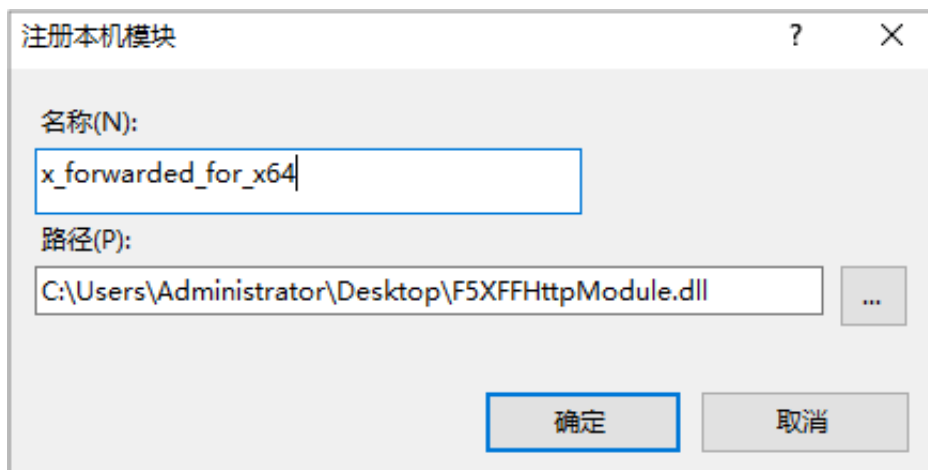 注册本机模块
?
×
名称(N):
x_forwarded_for_x64
路径(P):
C:\Users\Administrator\Desktop\F5XFFHttpModule.dll
...
确定
取消